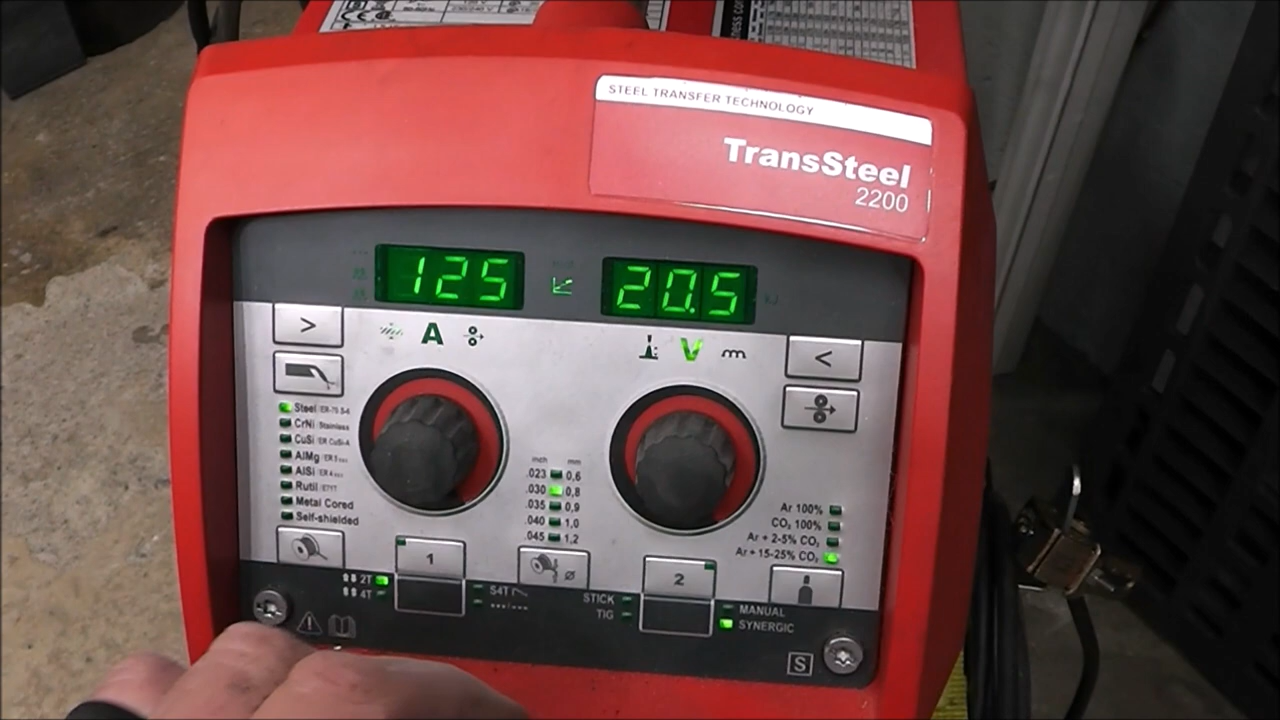 STEEL TRANSFER TECHNOLOGY
TransSteel
2200
125
20.5
A
V
>
<
Steel / ER-70 S-6
CrNi / Stainless
CuSi / ER CuSi-A
AlMg / ER 5
AlSi / ER 4
Rutil / E7YT
Metal Cored
Self-shielded
inch mm
.023 0,6
.030 0,8
.035 0,9
.040 1,0
.045 1,2
Ar 100%
CO₂ 100%
Ar + 2-5% CO₂
Ar + 15-25% CO₂
1
2
2T
4T
S4T
STICK
TIG
MANUAL
SYNERGIC
S